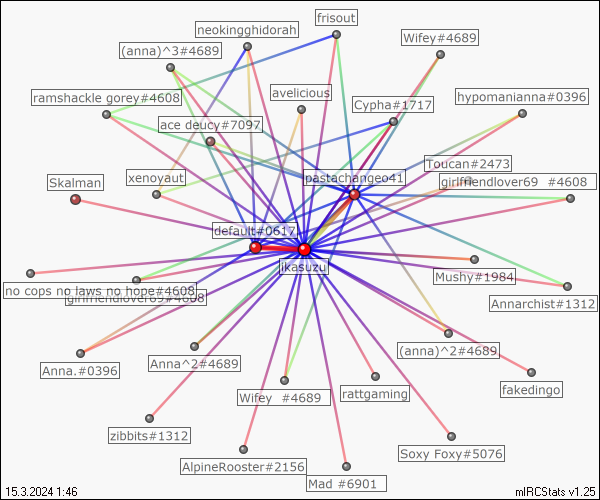 frisout
neokingghidorah
Wifey#4689
(anna)^3#4689
avelicious
ramshackle gorey#4608
hypomanianna#0396
Cypha#1717
ace deucy#7097
Toucan#2473
pastachangeo41
xenoyaut
girlfriendlover69 #4608
Skalman
default#0617
ikasuzu
Mushy#1984
no cops no laws no hope#4608
girlfriendlover69#4608
Annarchist#1312
(anna)^2#4689
Anna^2#4689
Anna.#0396
fakedingo
rattgaming
Wifey #4689
zibbits#1312
Soxy Foxy#5076
AlpineRooster#2156
Mad #6901
15.3.2024 1:46
mIRCStats v1.25